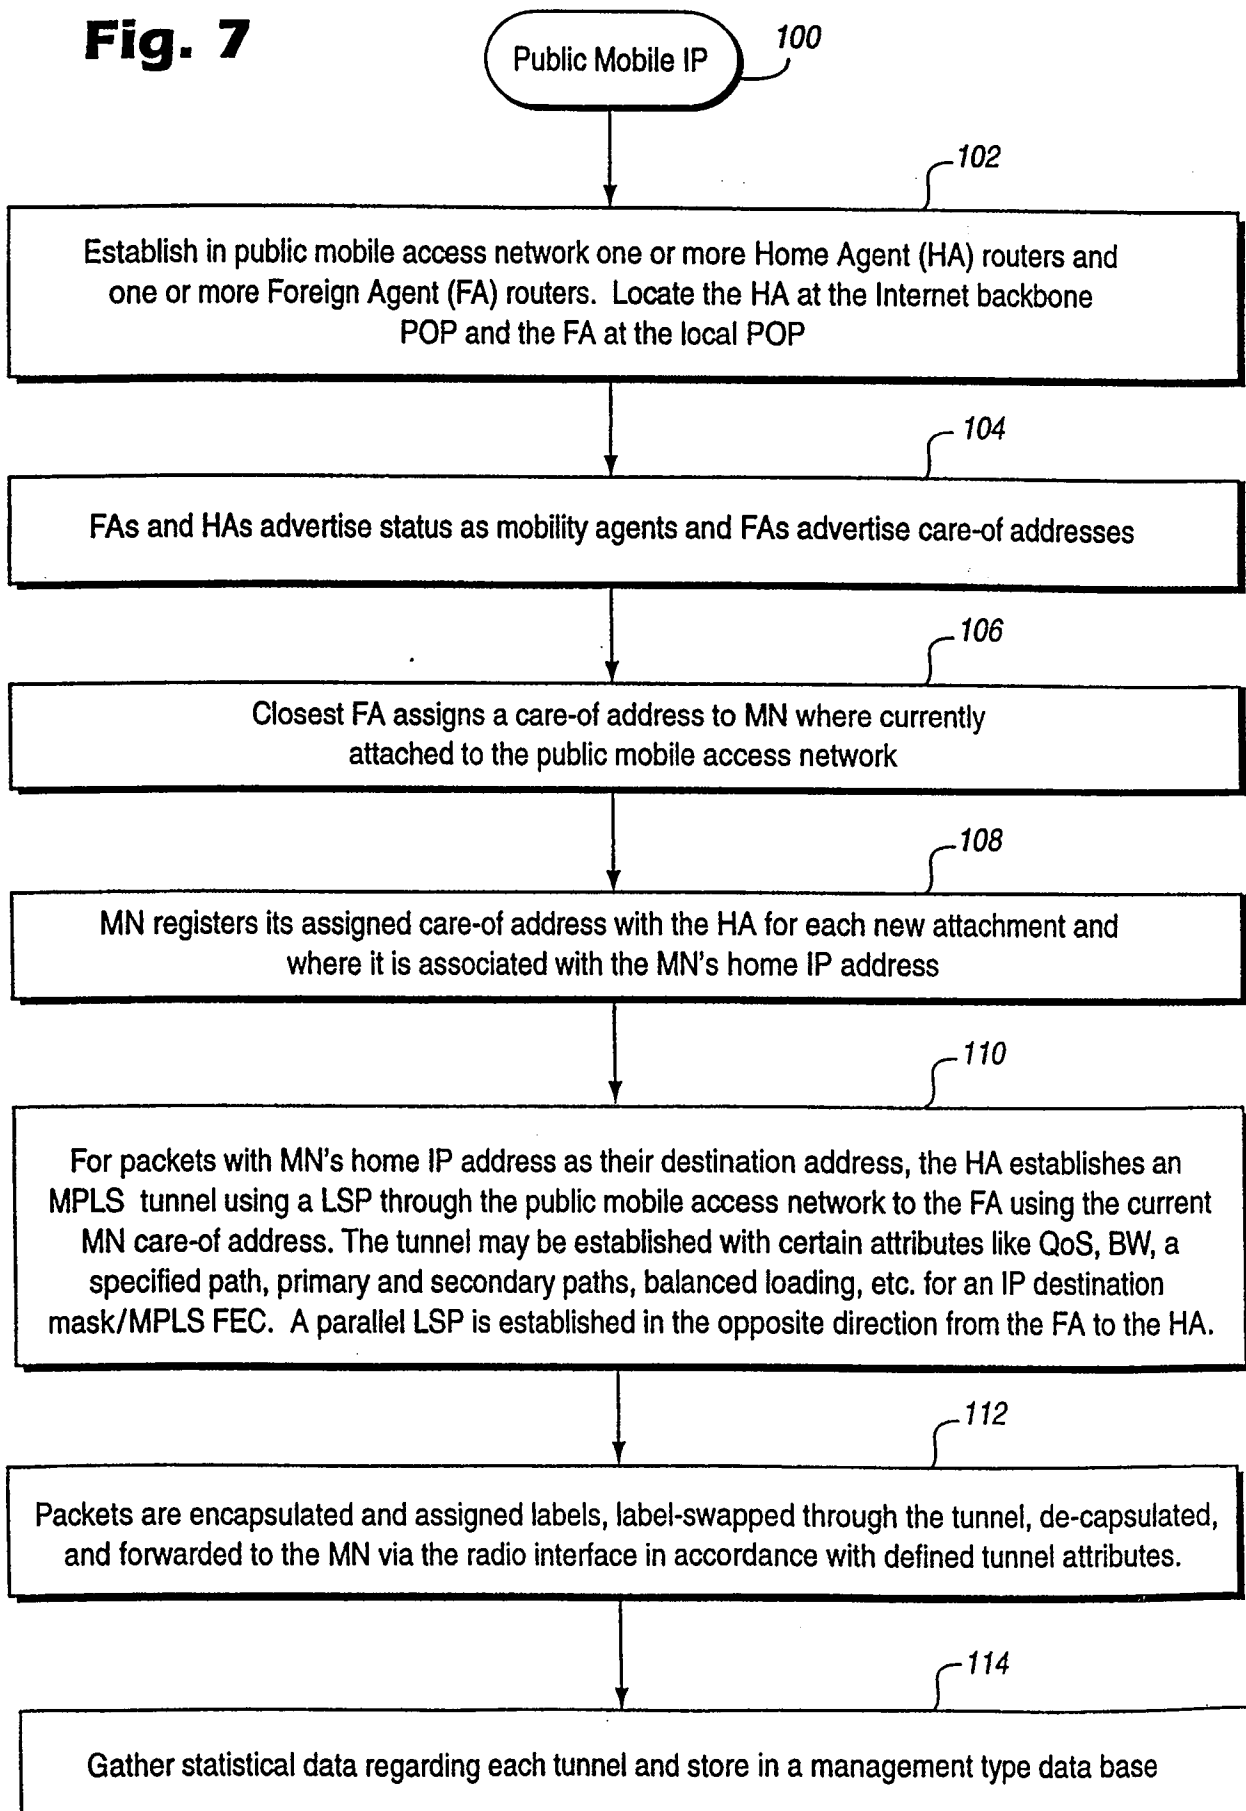 Fig. 7
Public Mobile IP
100
102
Establish in public mobile access network one or more Home Agent (HA) routers and
one or more Foreign Agent (FA) routers. Locate the HA at the Internet backbone
POP and the FA at the local POP
104
FAs and HAs advertise status as mobility agents and FAs advertise care-of addresses
106
Closest FA assigns a care-of address to MN where currently
attached to the public mobile access network
108
MN registers its assigned care-of address with the HA for each new attachment and
where it is associated with the MN's home IP address
110
For packets with MN's home IP address as their destination address, the HA establishes an
MPLS tunnel using a LSP through the public mobile access network to the FA using the current
MN care-of address. The tunnel may be established with certain attributes like QoS, BW, a
specified path, primary and secondary paths, balanced loading, etc. for an IP destination
mask/MPLS FEC. A parallel LSP is established in the opposite direction from the FA to the HA.
112
Packets are encapsulated and assigned labels, label-swapped through the tunnel, de-capsulated,
and forwarded to the MN via the radio interface in accordance with defined tunnel attributes.
114
Gather statistical data regarding each tunnel and store in a management type data base